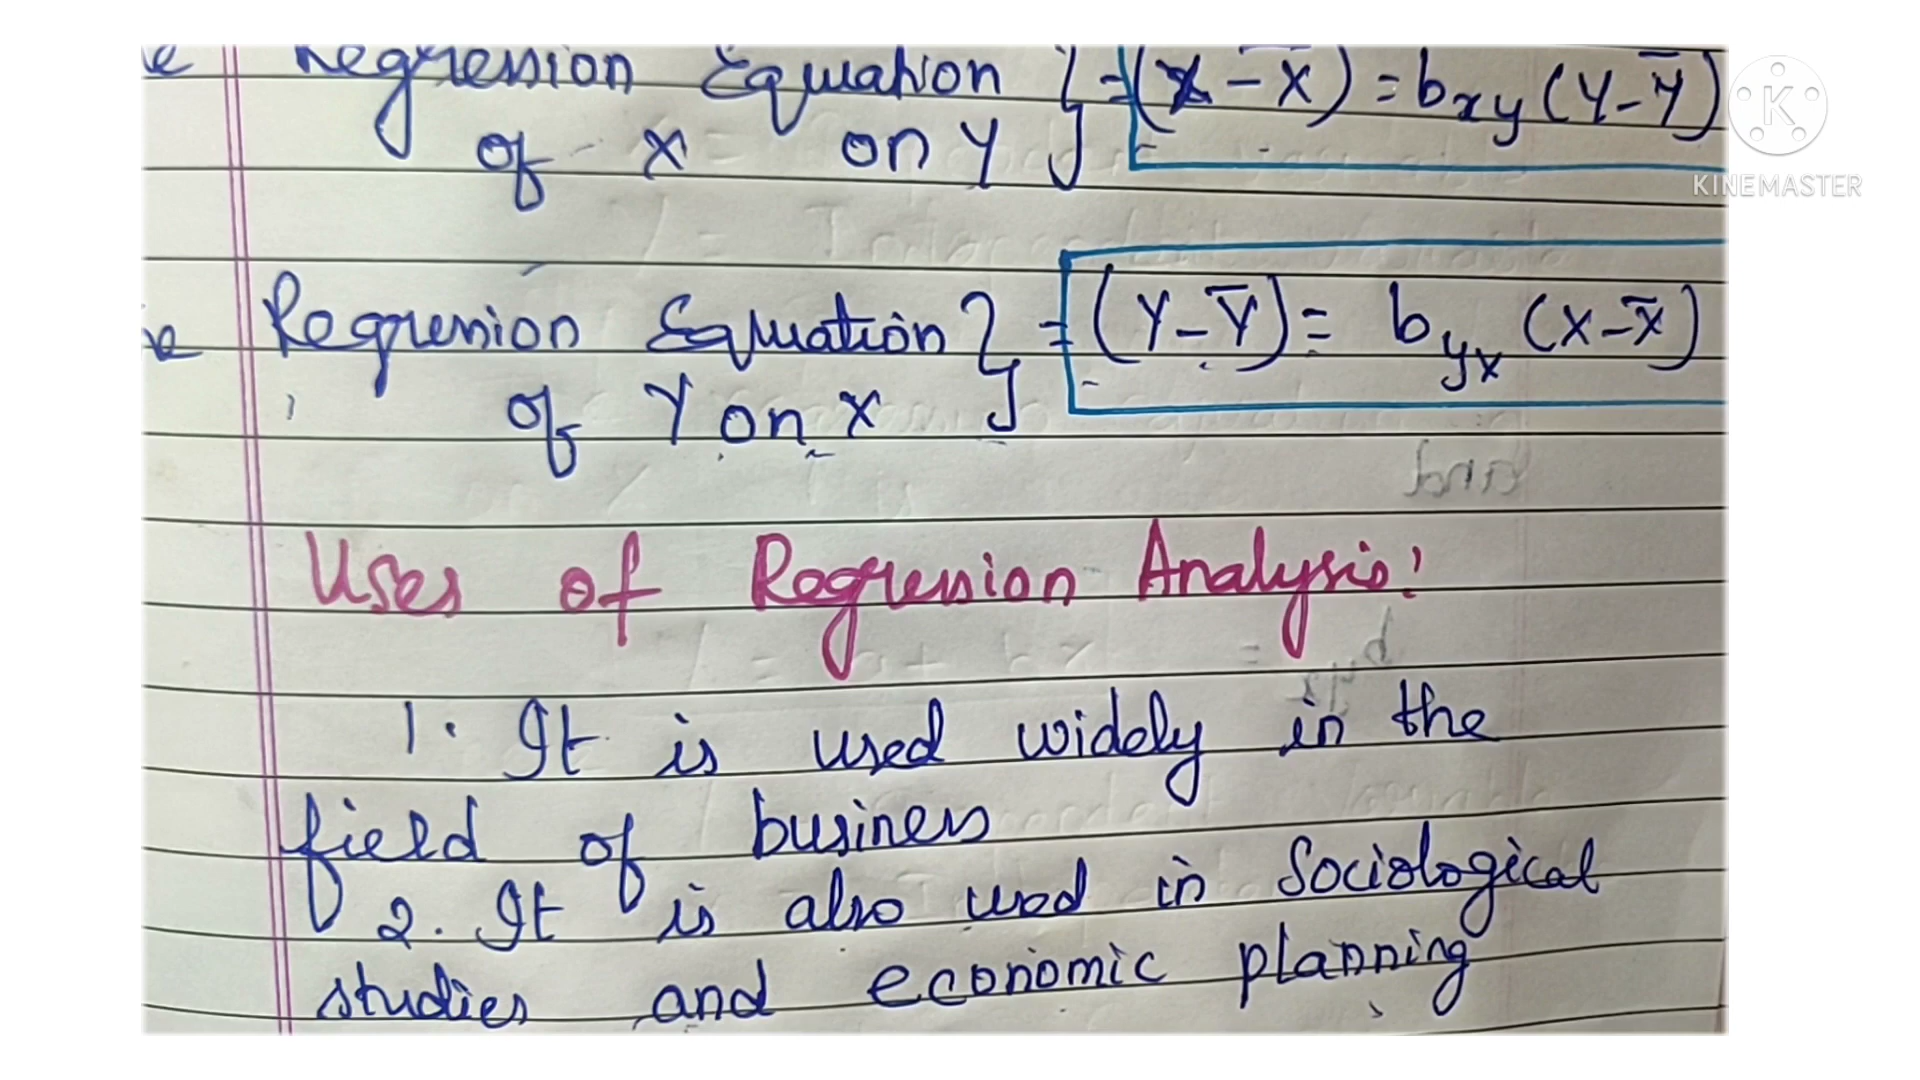 Regression Equation } = (X - X̅) = bxy (Y - Y̅)
of X on Y
KINEMASTER
Regression Equation } = (Y - Y̅) = byx (X - X̅)
of Y on X
Uses of Regression Analysis:
1. It is used widely in the
field of business
2. It is also used in Sociological
studies and economic planning